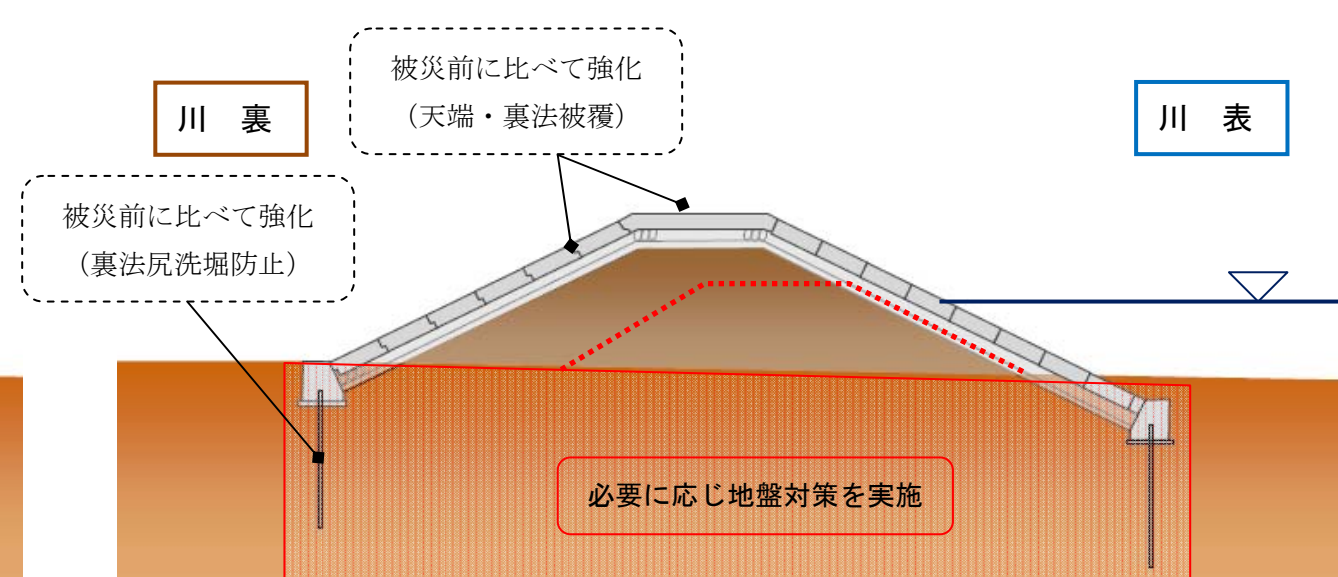 被災前に比べて強化
（天端・裏法被覆）
川　裏
川　表
被災前に比べて強化
（裏法尻洗堀防止）
必要に応じ地盤対策を実施